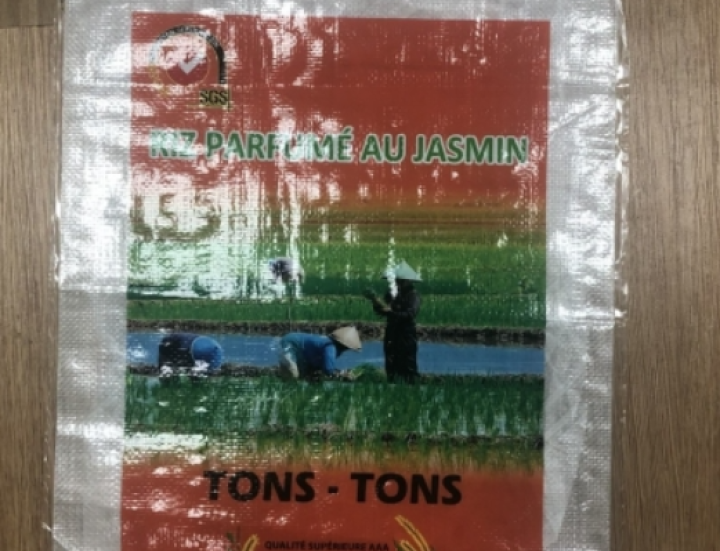 SGS
RIZ PARFUMÉ AU JASMIN
TONS - TONS
QUALITÉ SUPÉRIEURE AAA